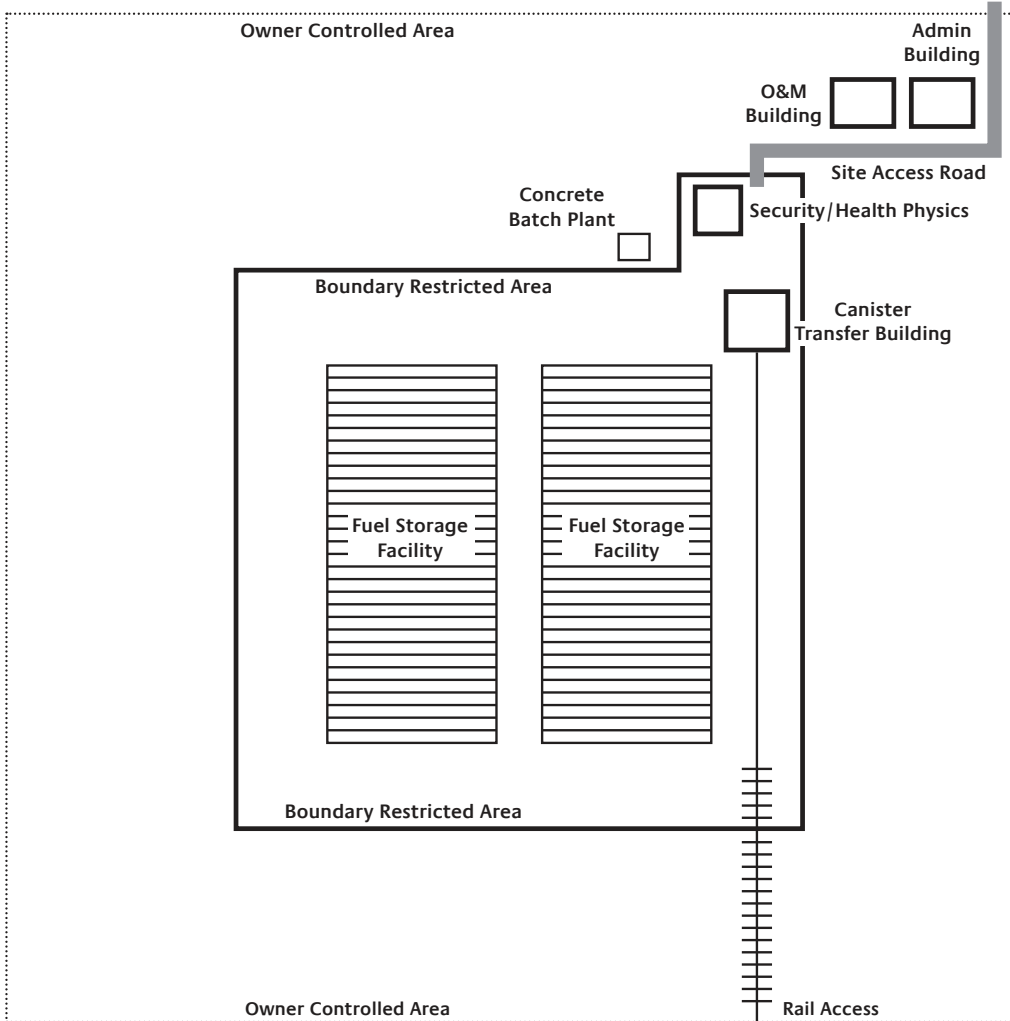 Owner Controlled Area
Admin
Building
O&M
Building
Site Access Road
Concrete
Batch Plant
Security/Health Physics
Boundary Restricted Area
Canister
Transfer Building
Fuel Storage
Facility
Fuel Storage
Facility
Boundary Restricted Area
Owner Controlled Area
Rail Access